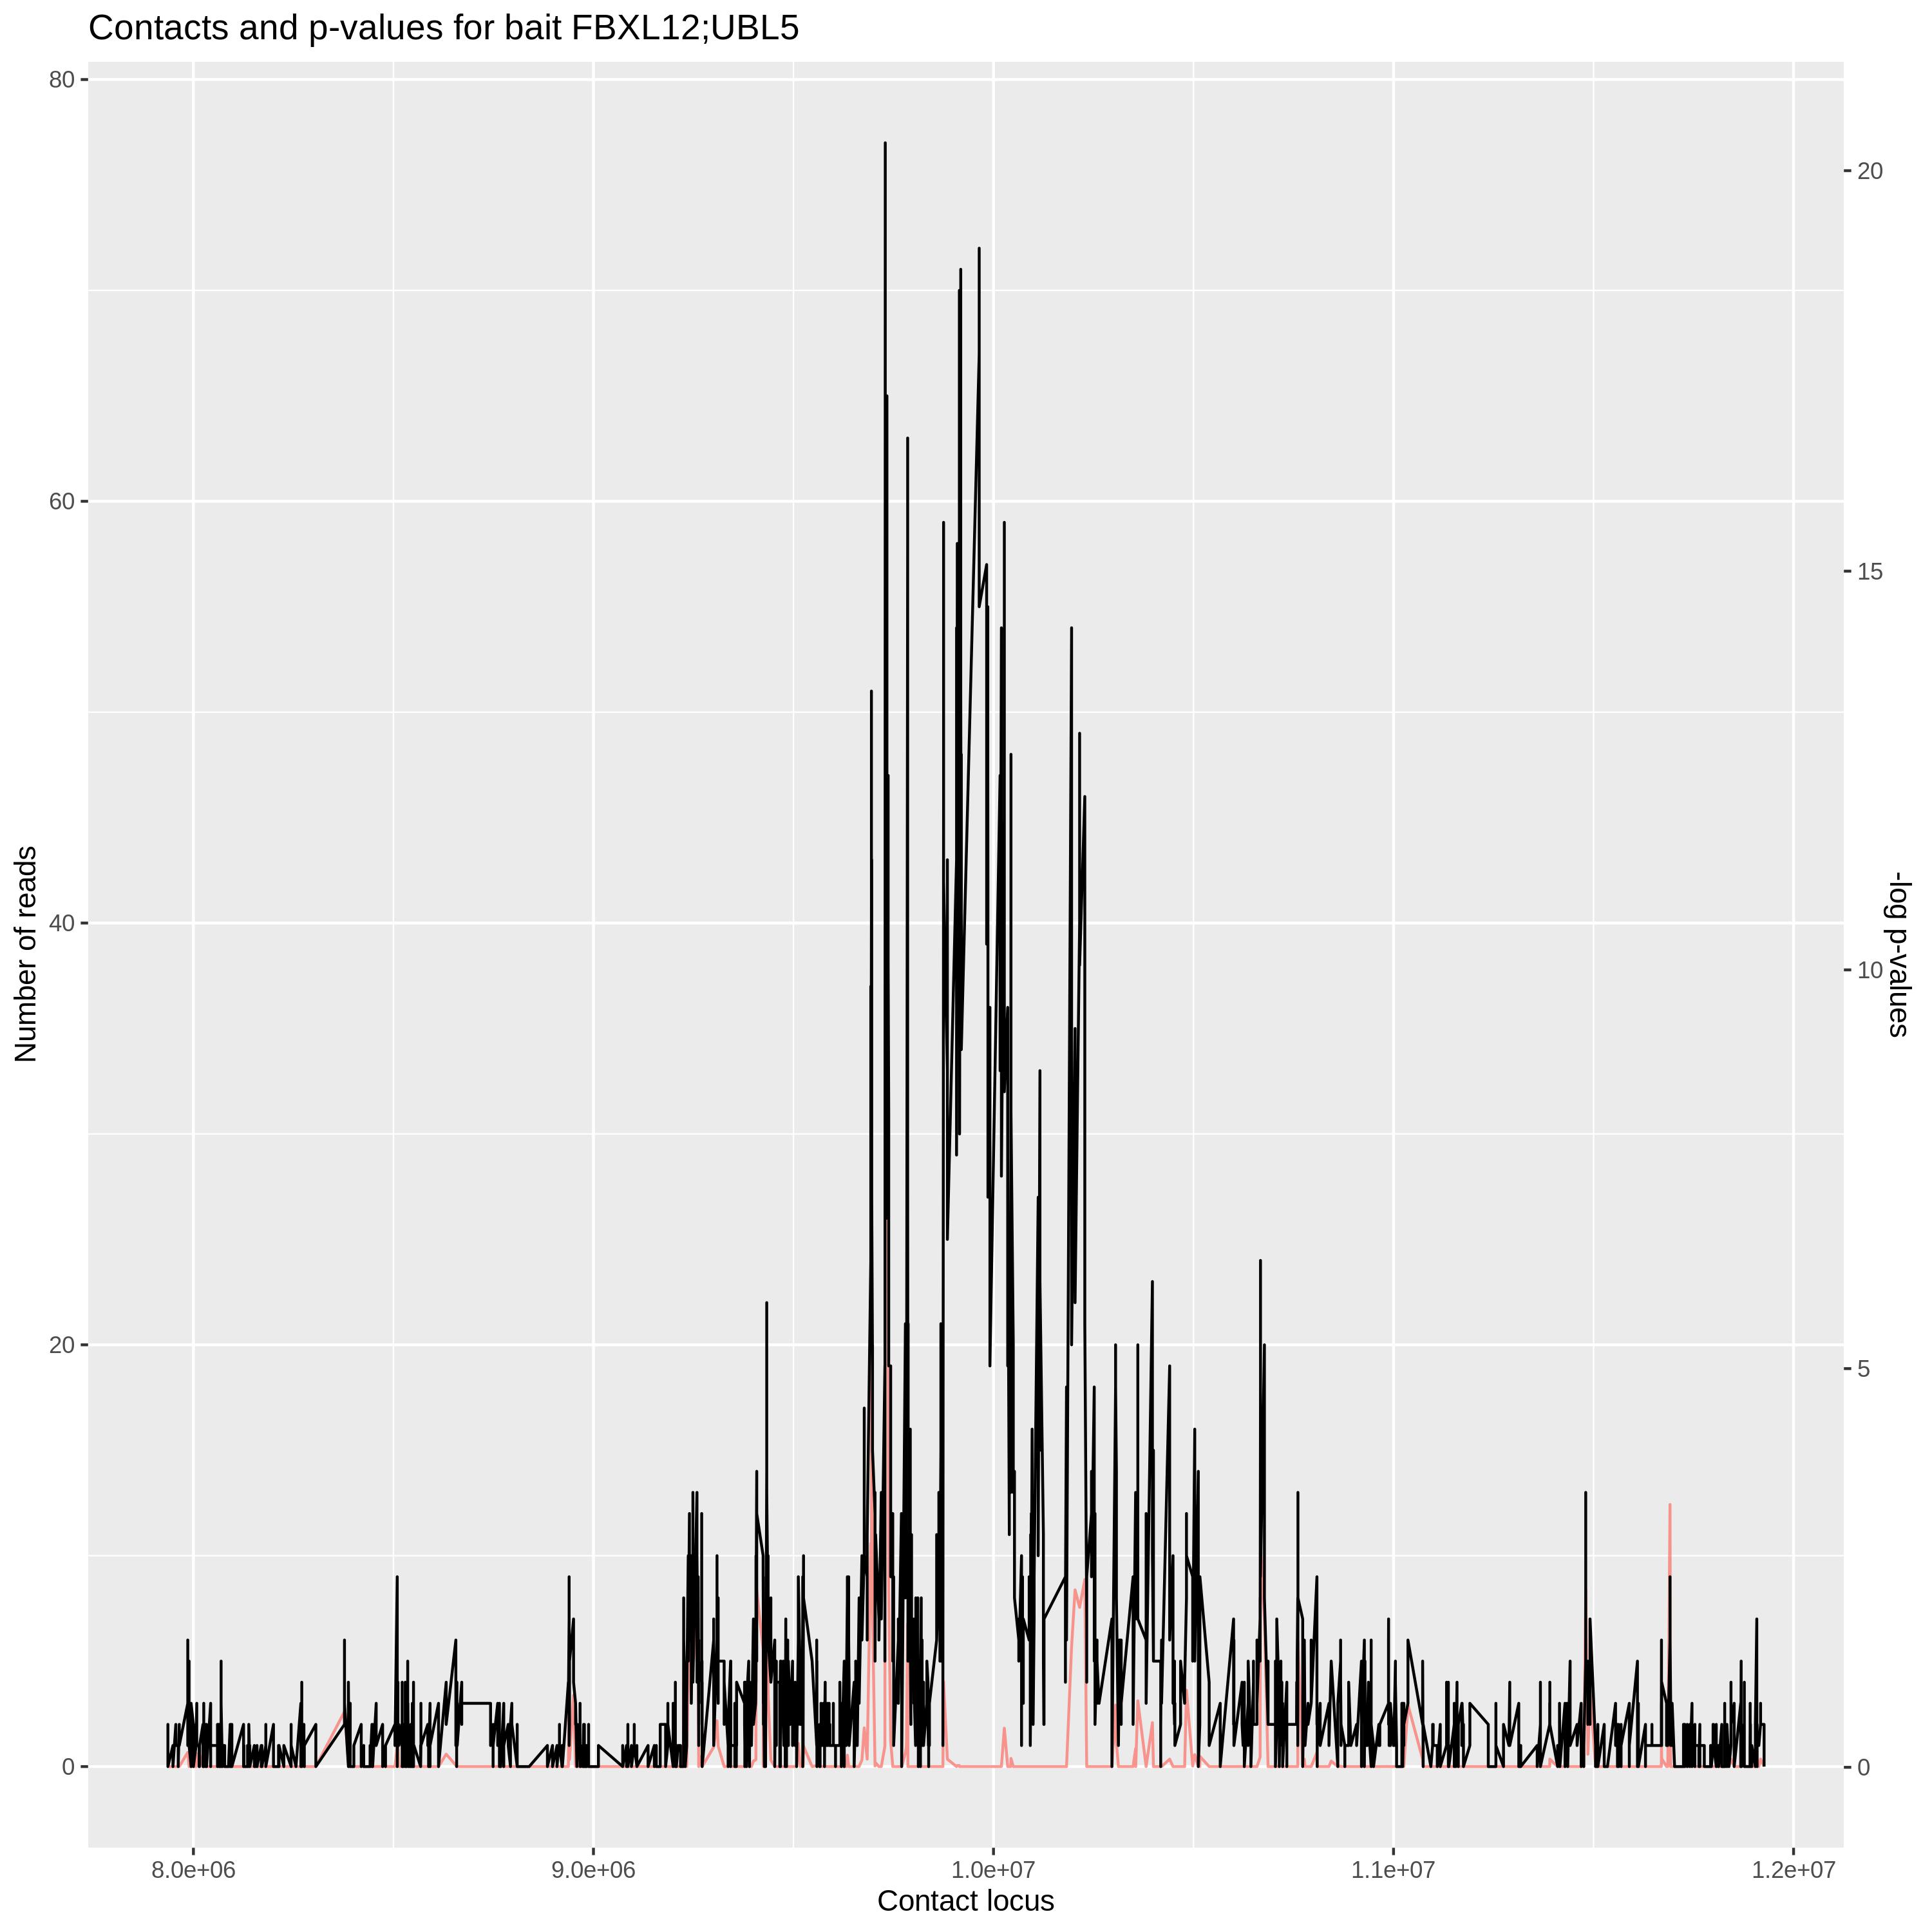 Contacts and p-values for bait FBXL12;UBL5
80
60
40
20
0
Number of reads
20
15
10
5
0
-log p-values
8.0e+06
9.0e+06
1.0e+07
1.1e+07
1.2e+07
Contact locus